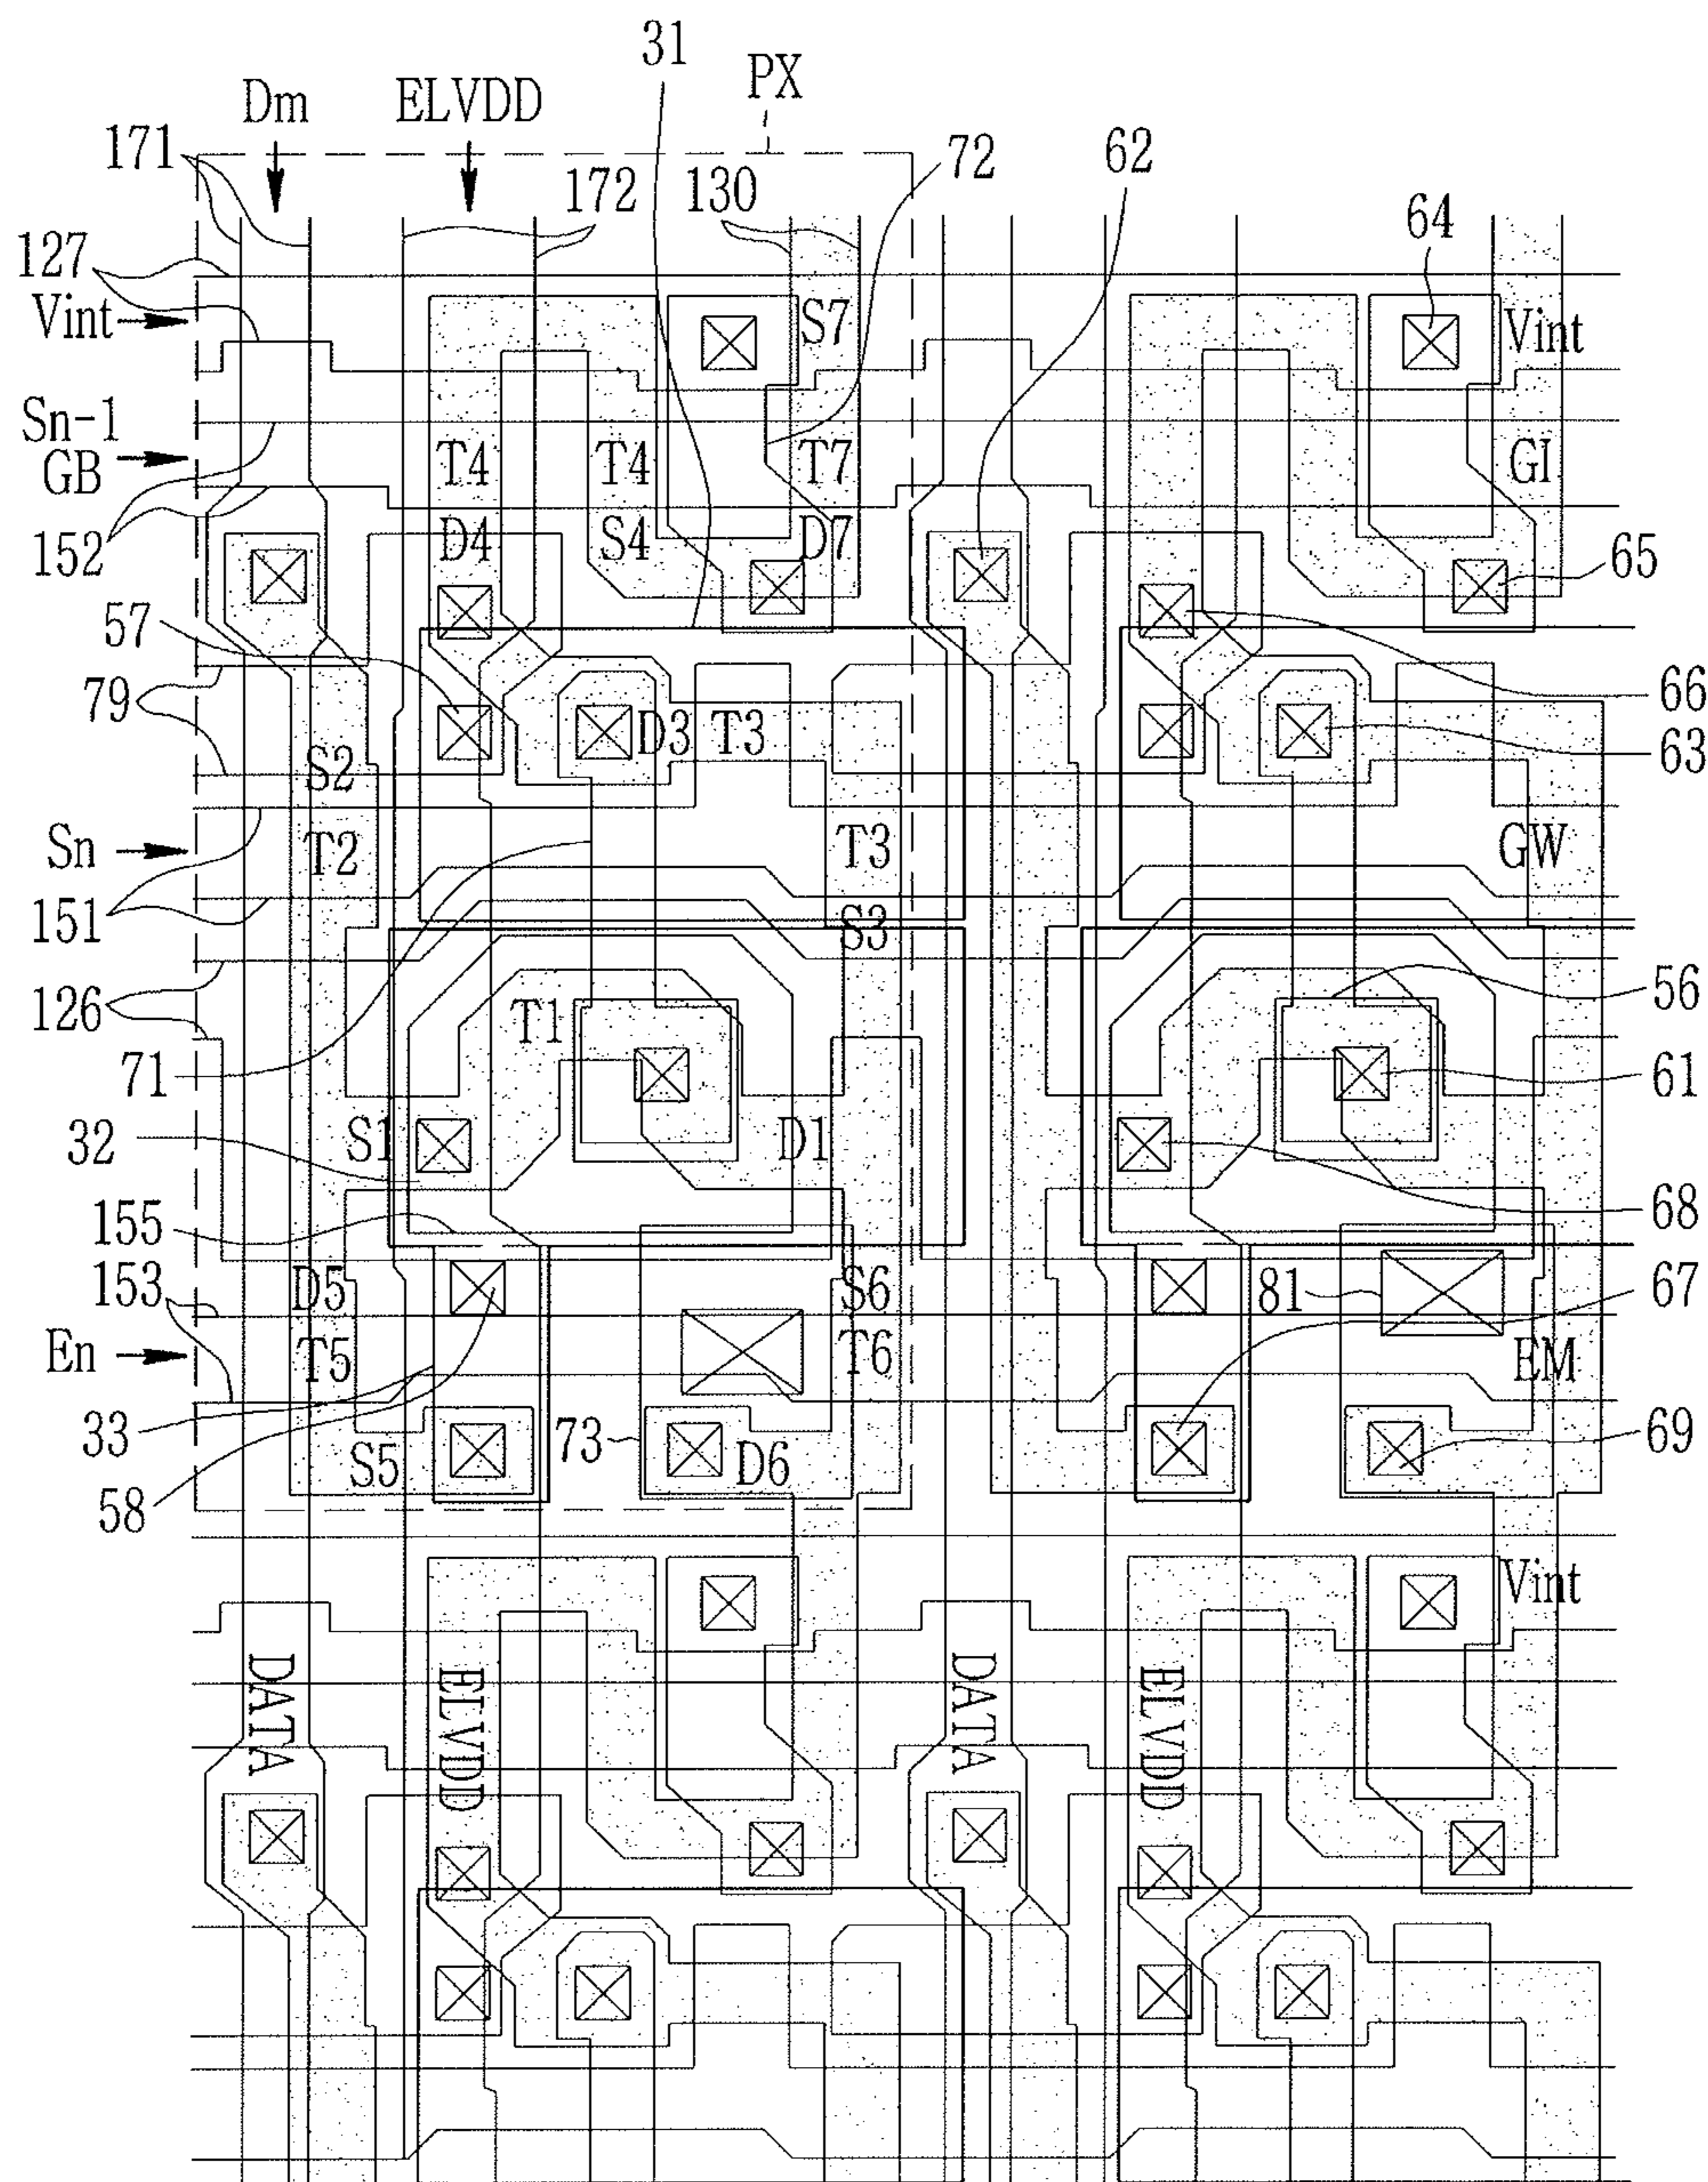 31
PX
Dm
ELVDD
171
72
62
172
130
127
64
Vint
S7
Vint
Sn-1
GB
T4
T4
T7
GI
152
D4
S4
D7
65
57
79
66
D3
T3
63
S2
Sn
T2
T3
GW
151
S3
126
T1
56
71
61
32
S1
D1
155
68
153
D5
S6
81
67
En
T5
T6
EM
33
73
69
S5
D6
58
Vint
DATA
ELVDD
DATA
ELVDD